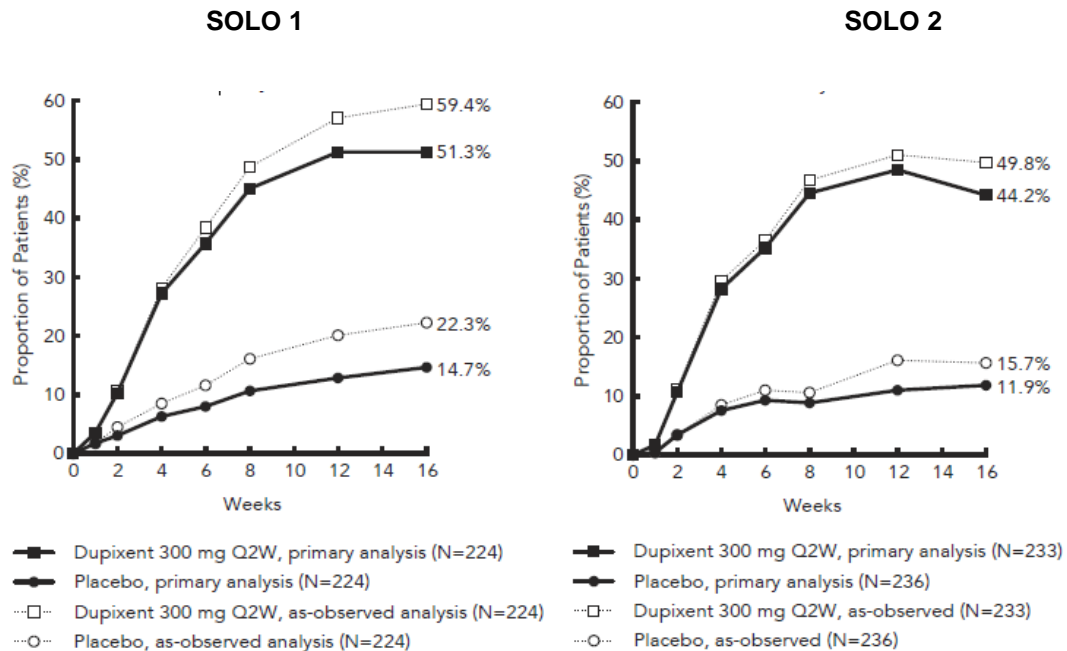 SOLO 1
60
50
40
30
20
10
0
Proportion of Patients (%)
59.4%
51.3%
22.3%
14.7%
0 2 4 6 8 10 12 14 16
Weeks
Dupixent 300 mg Q2W, primary analysis (N=224)
Placebo, primary analysis (N=224)
Dupixent 300 mg Q2W, as-observed analysis (N=224)
Placebo, as-observed analysis (N=224)
SOLO 2
60
50
40
30
20
10
0
Proportion of Patients (%)
49.8%
44.2%
15.7%
11.9%
0 2 4 6 8 10 12 14 16
Weeks
Dupixent 300 mg Q2W, primary analysis (N=233)
Placebo, primary analysis (N=236)
Dupixent 300 mg Q2W, as-observed (N=233)
Placebo, as-observed (N=236)